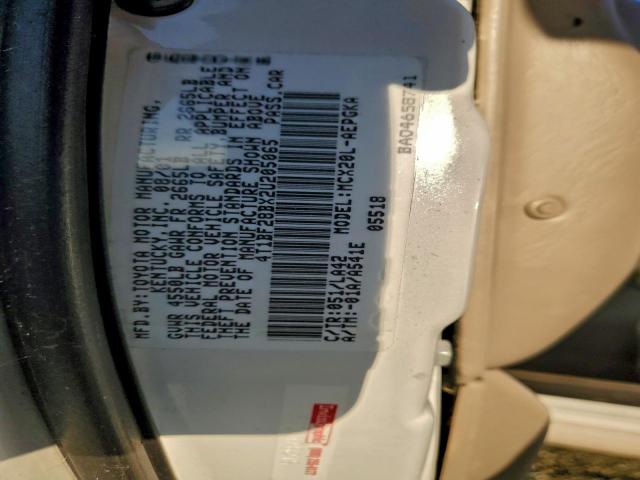 MFD.BY:TOYOTA MOTOR MANUFACTURING,
KENTUCKY,INC. 08/01
GVWR 4550LB GAWR FR 2665LB RR 2665LB
THIS VEHICLE CONFORMS TO ALL APPLICABLE
FEDERAL MOTOR VEHICLE SAFETY, BUMPER, AND
THEFT PREVENTION STANDARDS IN EFFECT ON
THE DATE OF MANUFACTURE SHOWN ABOVE.
4T1BF28BX2U205065 PASS.CAR
C/TR:051/LA42 MODEL:MCX20L-AEPGKA
A/TM:-01A/A541E 05518
BA04658741